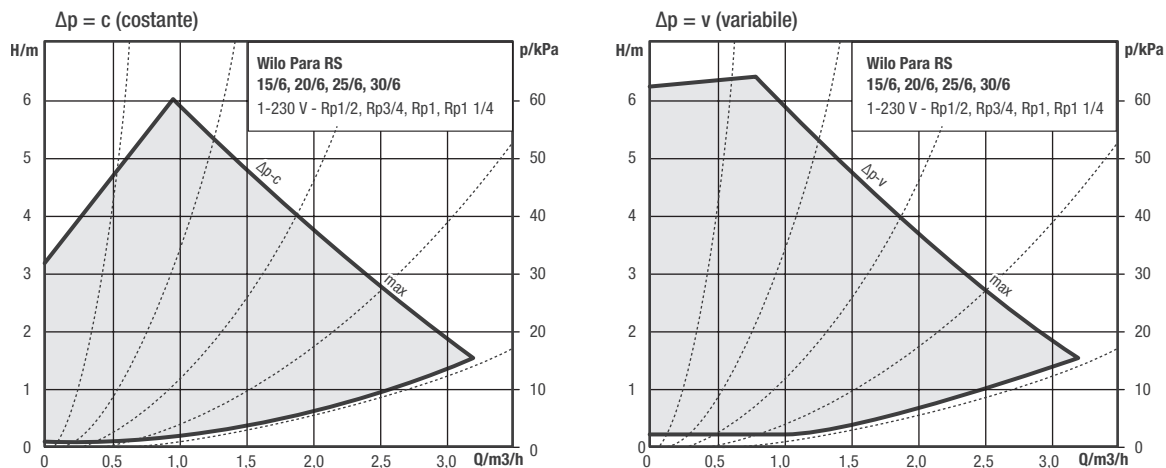 Δp = c (costante)
H/m
p/kPa
Wilo Para RS
15/6, 20/6, 25/6, 30/6
1-230 V - Rp1/2, Rp3/4, Rp1, Rp1 1/4
6
5
4
3
2
1
0
60
50
40
30
20
10
0
Δp-c
max
0
0,5
1,0
1,5
2,0
2,5
3,0
Q/m3/h
Δp = v (variabile)
H/m
p/kPa
Wilo Para RS
15/6, 20/6, 25/6, 30/6
1-230 V - Rp1/2, Rp3/4, Rp1, Rp1 1/4
6
5
4
3
2
1
0
60
50
40
30
20
10
0
Δp-v
max
0
0,5
1,0
1,5
2,0
2,5
3,0
Q/m3/h